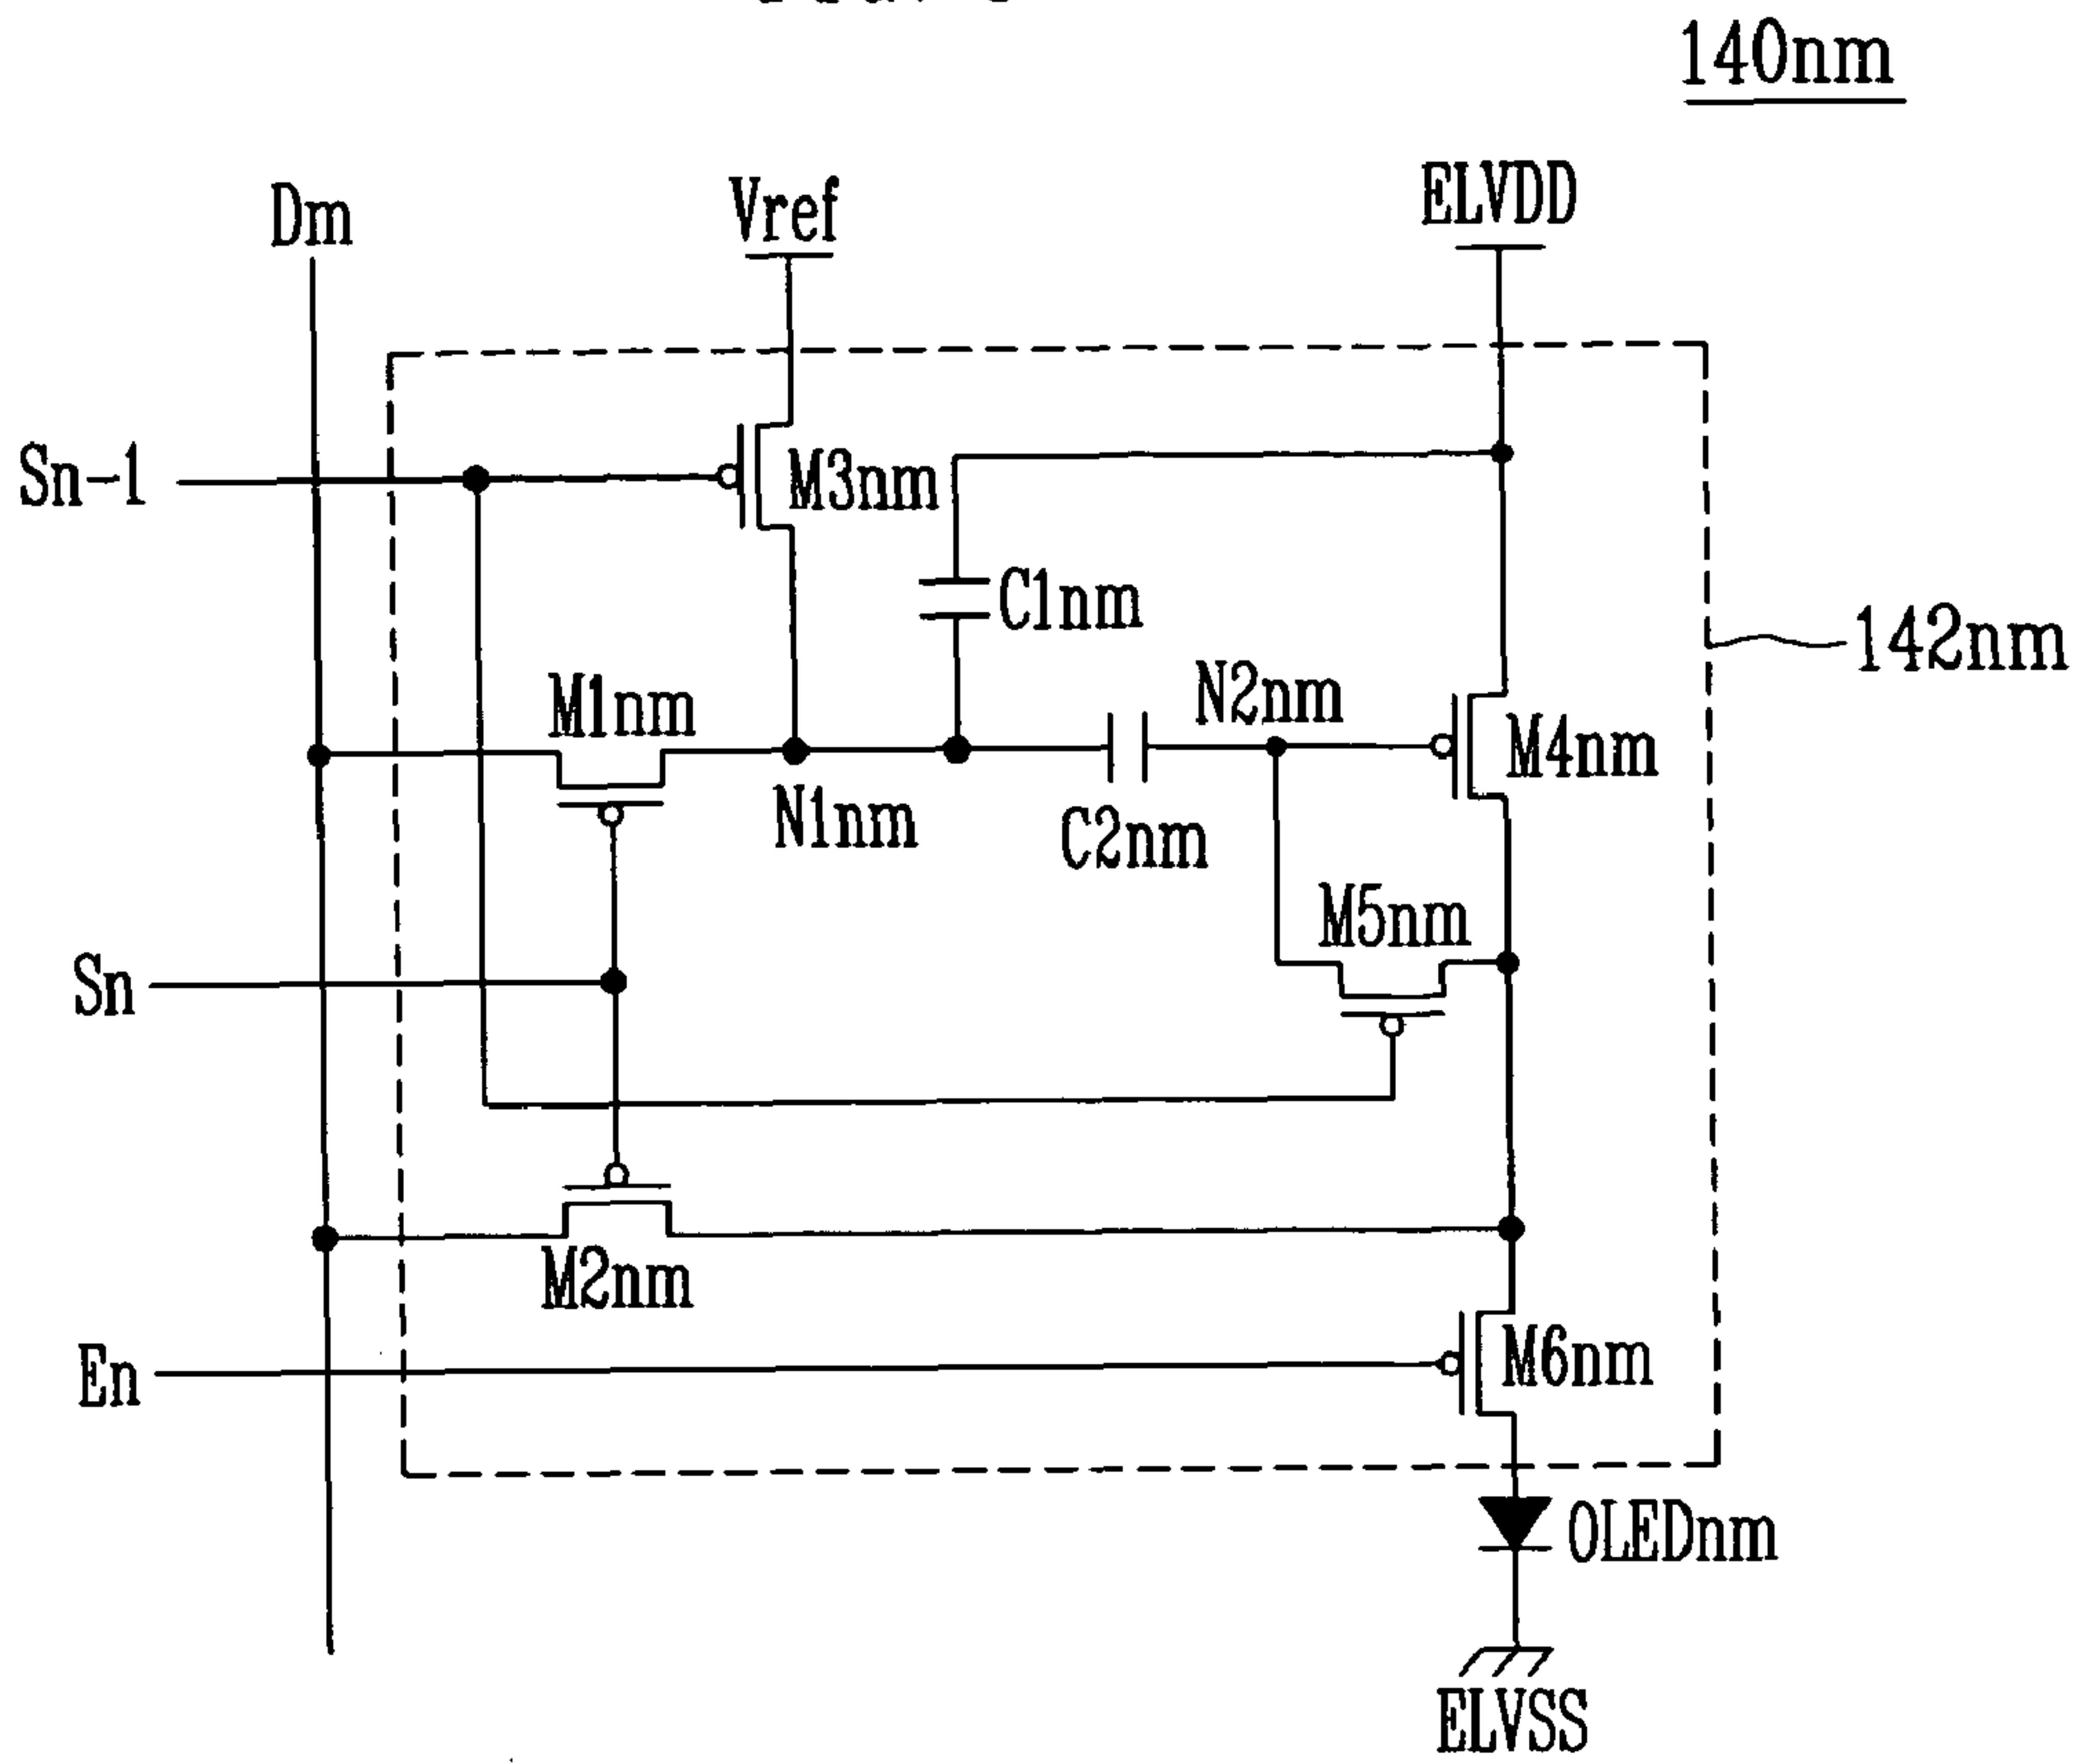 140nm
Dm
Vref
ELVDD
Sn-1
M3nm
C1nm
142nm
M1nm
N2nm
M4nm
N1nm
C2nm
M5nm
Sn
M2nm
En
M6nm
OLEDnm
ELVSS